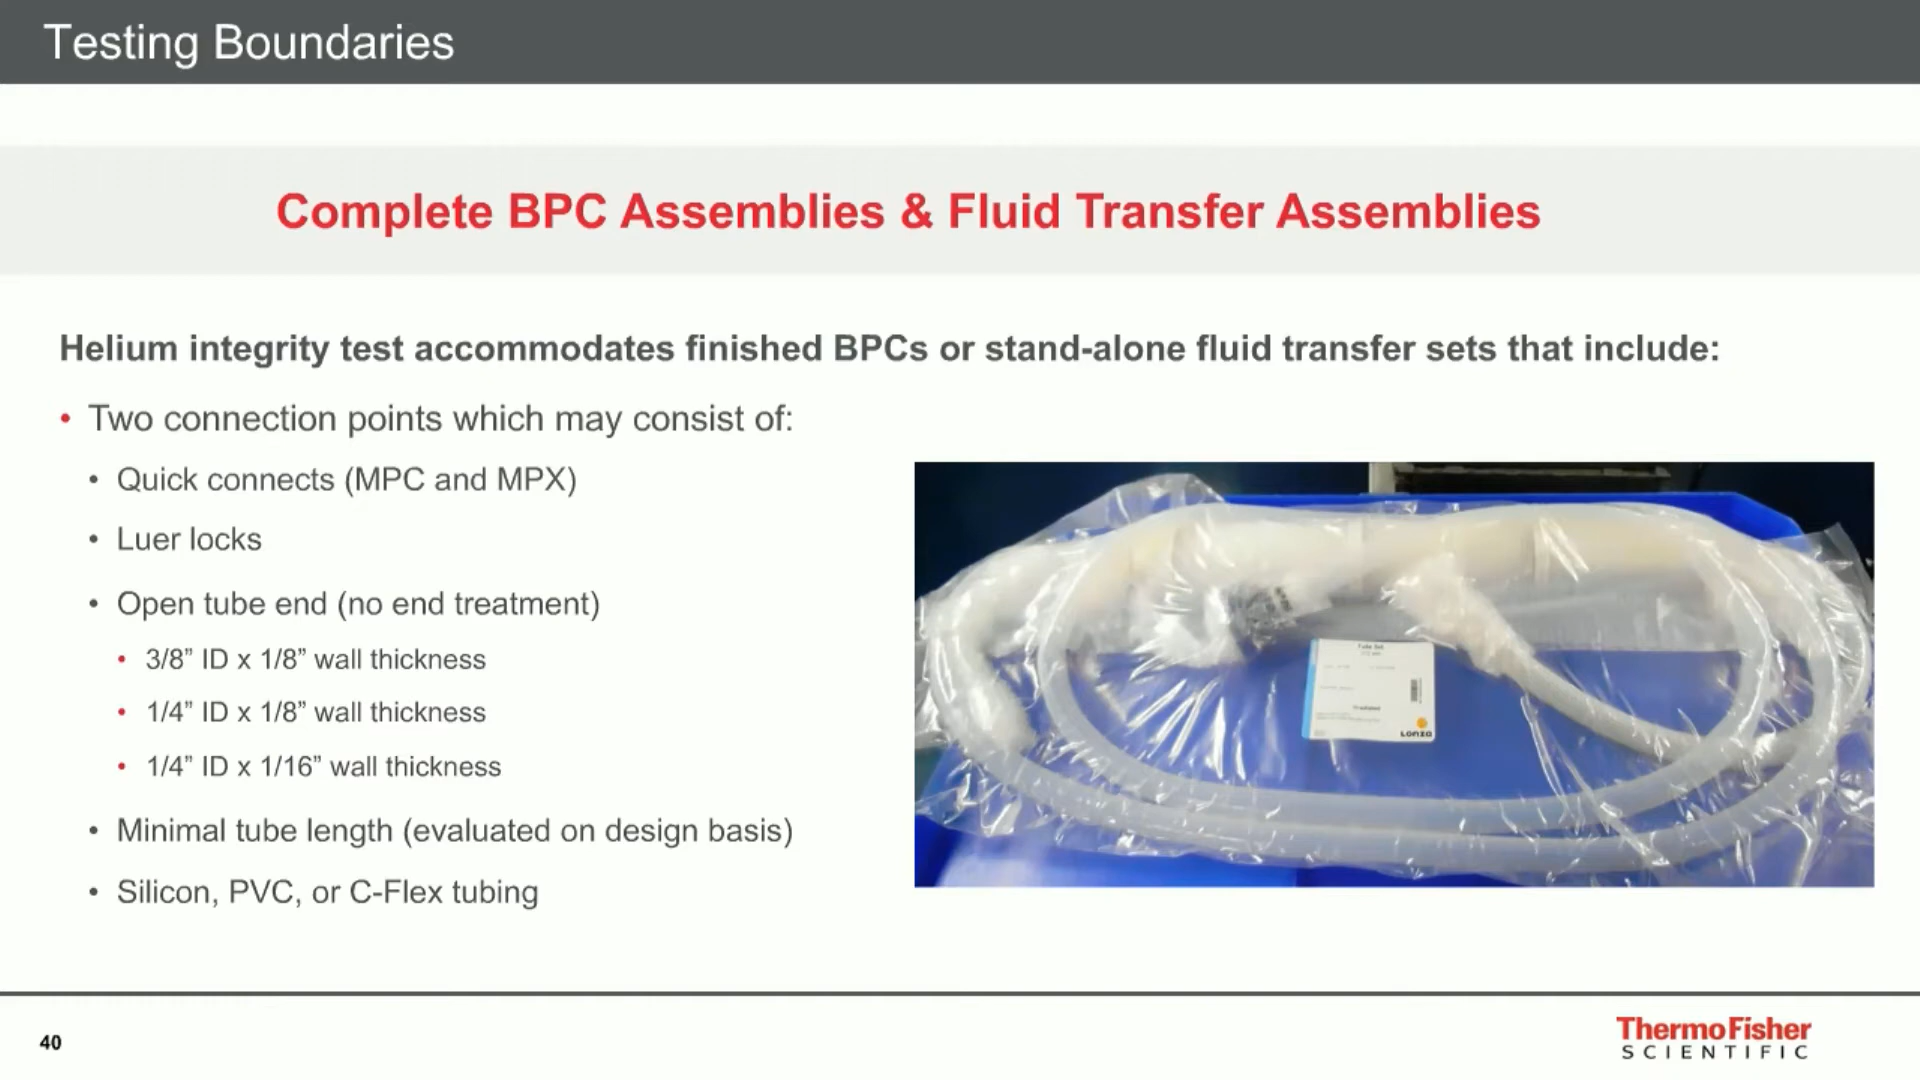 Testing Boundaries
Complete BPC Assemblies & Fluid Transfer Assemblies
Helium integrity test accommodates finished BPCs or stand-alone fluid transfer sets that include:
• Two connection points which may consist of:
• Quick connects (MPC and MPX)
• Luer locks
• Open tube end (no end treatment)
• 3/8” ID x 1/8” wall thickness
• 1/4” ID x 1/8” wall thickness
• 1/4” ID x 1/16” wall thickness
• Minimal tube length (evaluated on design basis)
• Silicon, PVC, or C-Flex tubing
Tube Set
Irradiated
Lonza
40
ThermoFisher
SCIENTIFIC